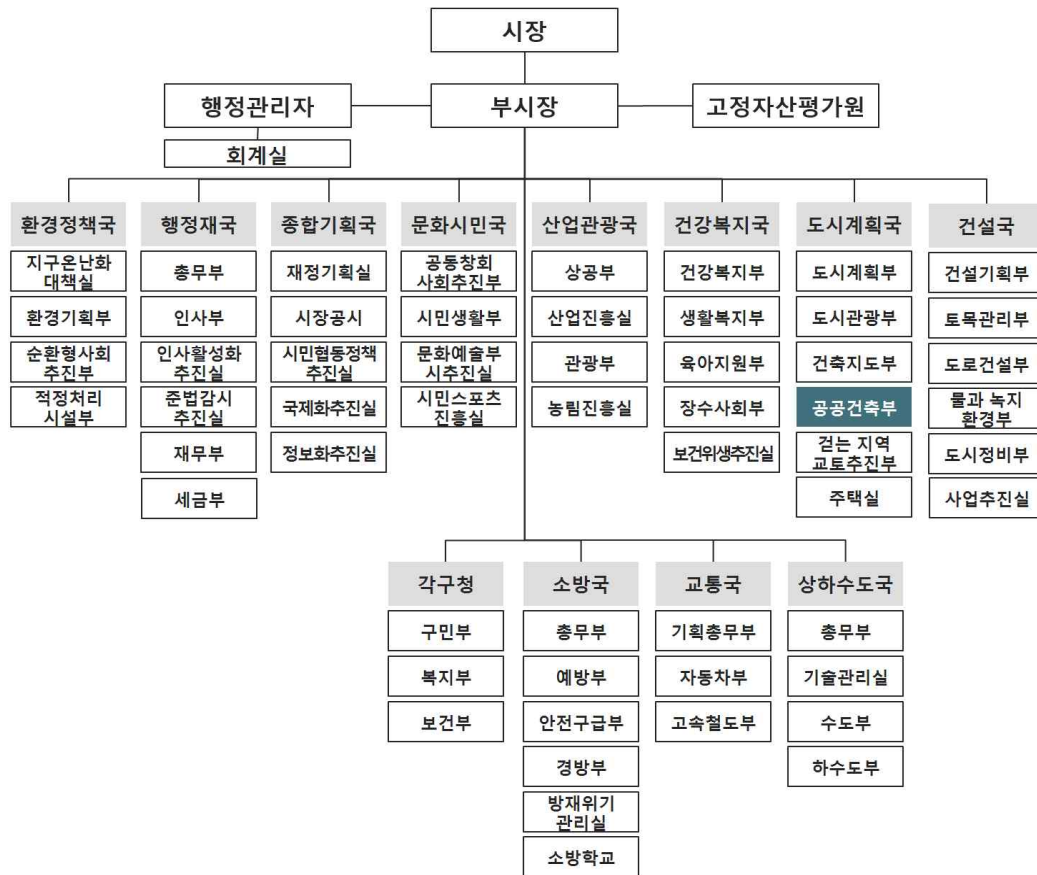 시장
행정관리자
부시장
고정자산평가원
회계실
환경정책국
지구온난화
대책실
환경기획부
순환형사회
추진부
적정처리
시설부
행정재국
총무부
인사부
인사활성화
추진실
준법감시
추진실
재무부
세금부
종합기획국
재정기획실
시장공시
시민협동정책
추진실
국제화추진실
정보화추진실
문화시민국
공동창회
사회추진부
시민생활부
문화예술부
시추진실
시민스포츠
진흥실
산업관광국
상공부
산업진흥실
관광부
농림진흥실
건강복지국
건강복지부
생활복지부
육아지원부
장수사회부
보건위생추진실
도시계획국
도시계획부
도시관광부
건축지도부
공공건축부
걷는 지역
교토추진부
주택실
건설국
건설기획부
토목관리부
도로건설부
물과 녹지
환경부
도시정비부
사업추진실
각구청
구민부
복지부
보건부
소방국
총무부
예방부
안전구급부
경방부
방재위기
관리실
소방학교
교통국
기획총무부
자동차부
고속철도부
상하수도국
총무부
기술관리실
수도부
하수도부